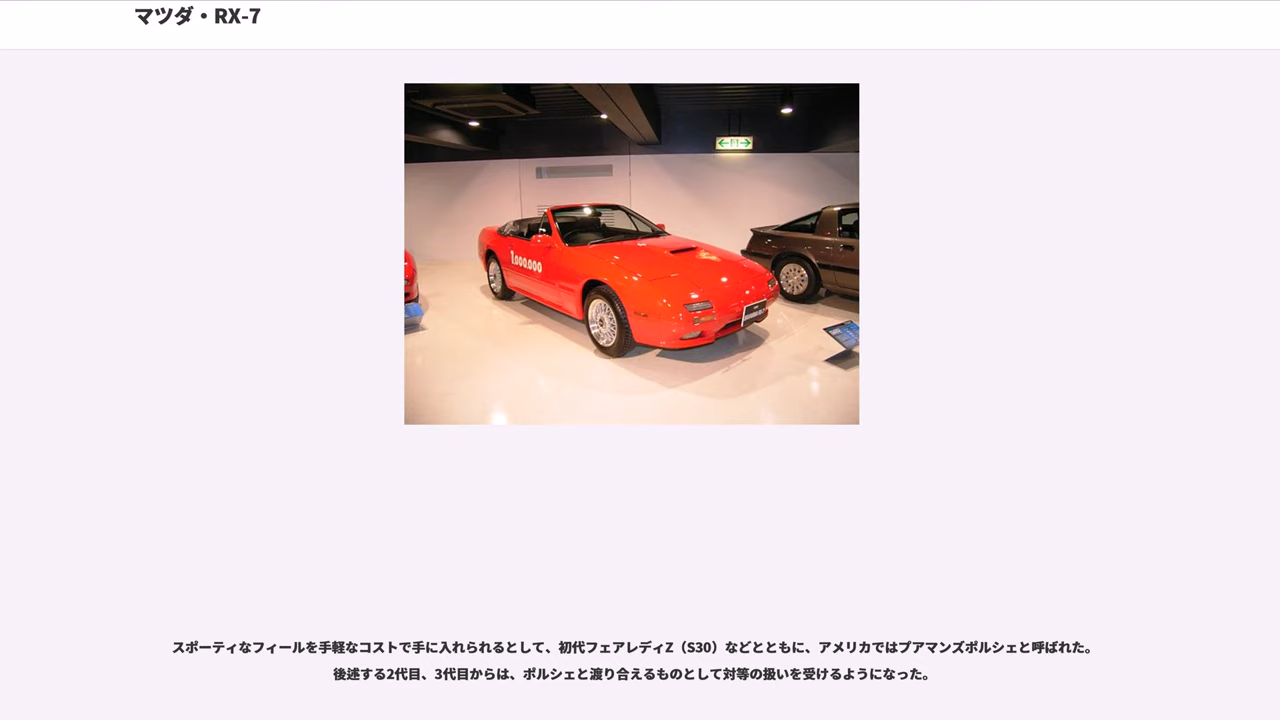 マツダ・RX-7
1,000,000
スポーティなフィールを手軽なコストで手に入れられるとして、初代フェアレディZ（S30）などとともに、アメリカではプアマンズポルシェと呼ばれた。
後述する2代目、3代目からは、ポルシェと渡り合えるものとして対等の扱いを受けるようになった。